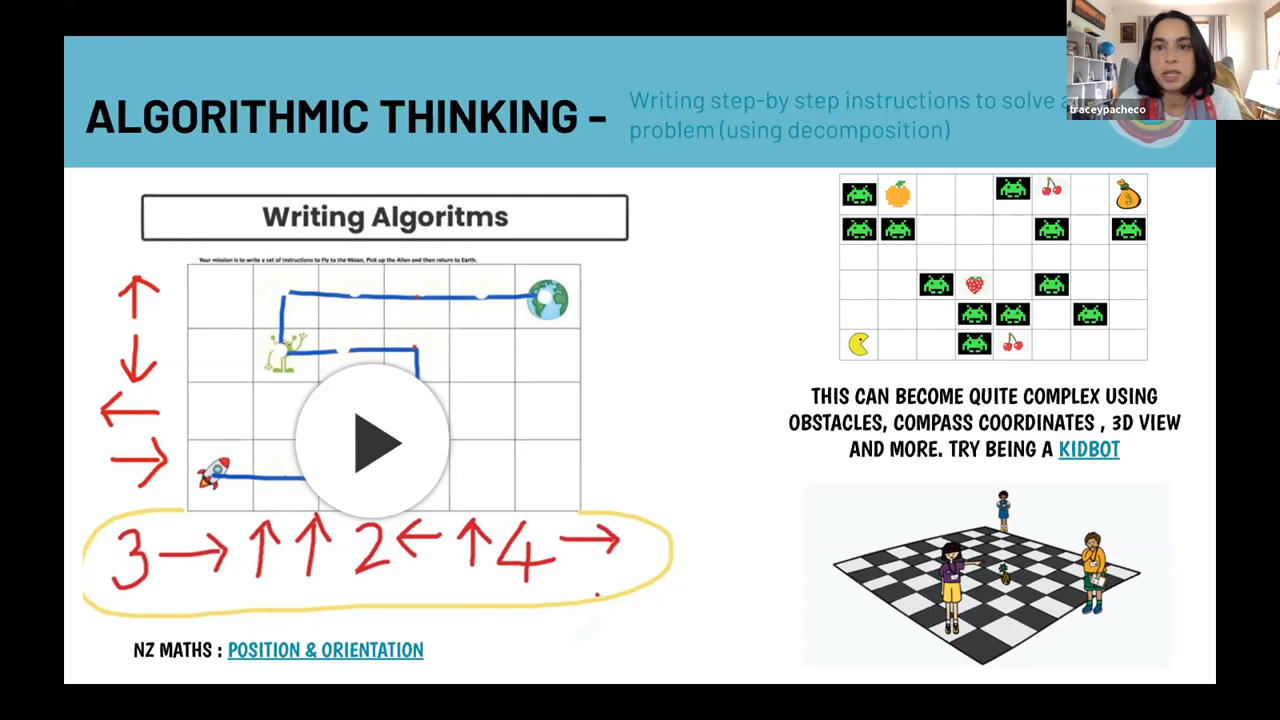 traceypacheco
ALGORITHMIC THINKING -
Writing step-by step instructions to solve a
problem (using decomposition)
Writing Algoritms
Your mission is to write a set of instructions to Fly to the Moon, Pick up the Alien and then return to Earth.
3 → ↑ ↑ 2 ← ↑ 4 →
THIS CAN BECOME QUITE COMPLEX USING
OBSTACLES, COMPASS COORDINATES , 3D VIEW
AND MORE. TRY BEING A KIDBOT
NZ MATHS : POSITION & ORIENTATION